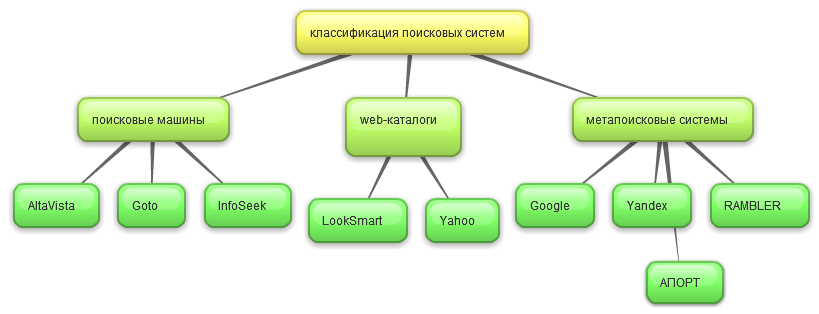 классификация поисковых систем
поисковые машины
web-каталоги
метапоисковые системы
AltaVista
Goto
InfoSeek
LookSmart
Yahoo
Google
Yandex
RAMBLER
АПОРТ